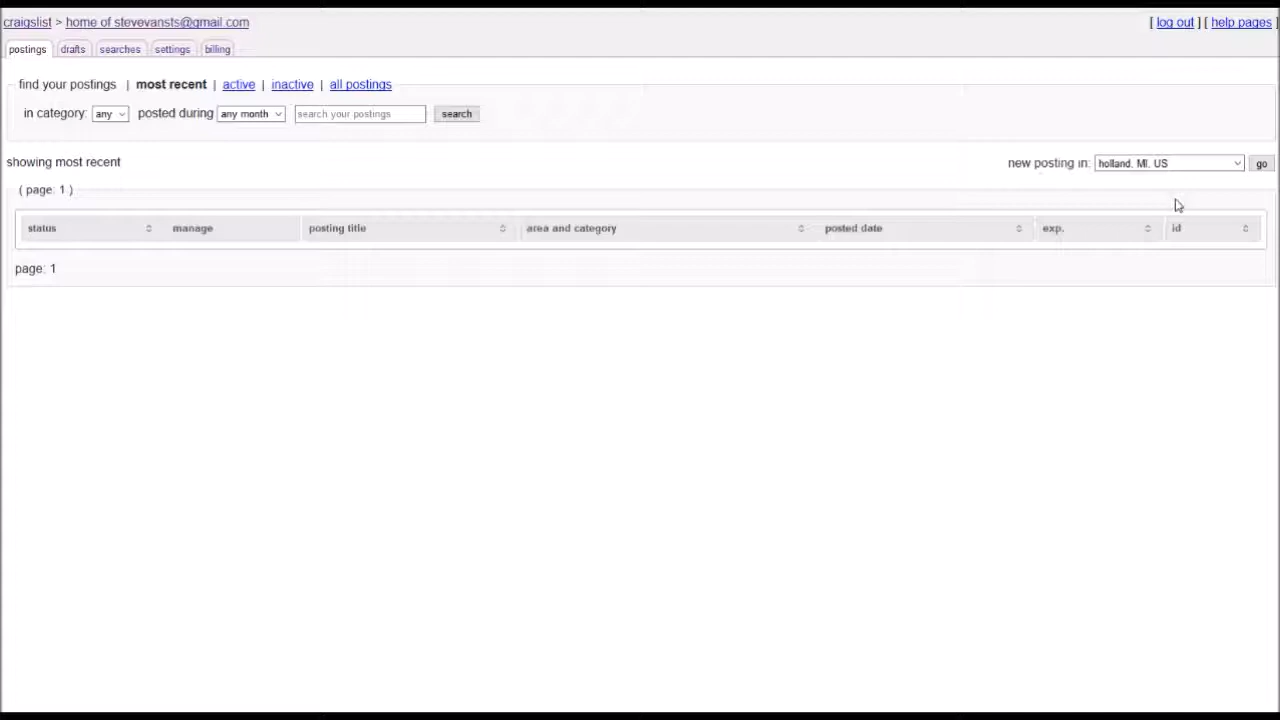 craigslist > home of stevevansts@gmail.com [ log out ] [ help pages ]
postings drafts searches settings billing
find your postings | most recent | active | inactive | all postings
in category: any posted during any month search your postings search
showing most recent new posting in: holland, MI, US go
( page: 1 )
status manage posting title area and category posted date exp. id
page: 1